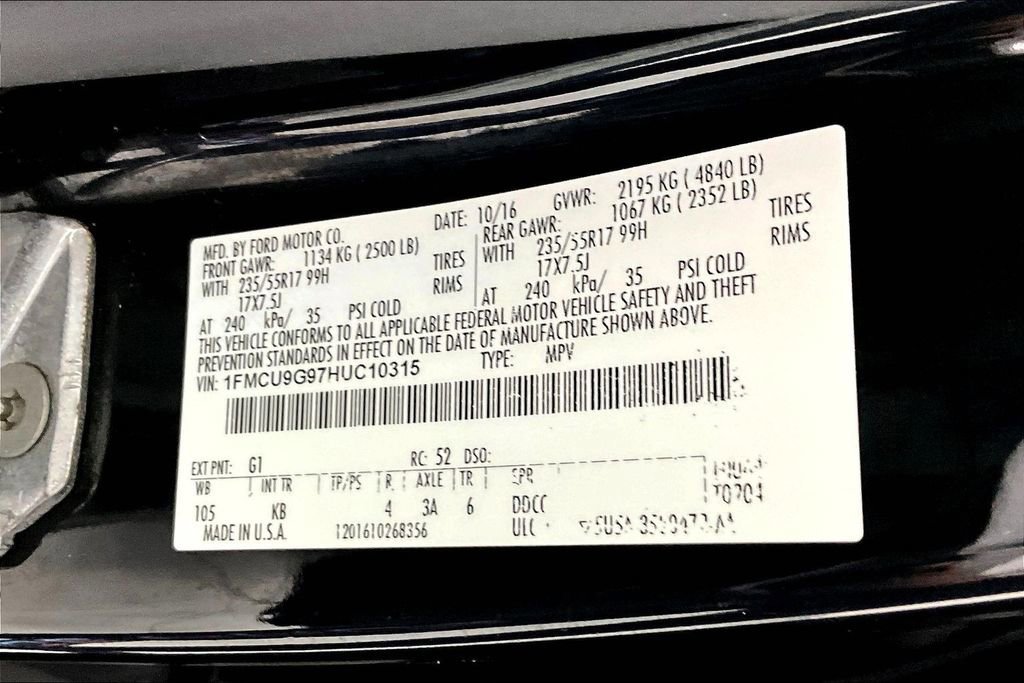 MFD. BY FORD MOTOR CO. DATE: 10/16 GVWR: 2195 KG ( 4840 LB)
FRONT GAWR: 1134 KG ( 2500 LB) REAR GAWR: 1067 KG ( 2352 LB)
WITH 235/55R17 99H TIRES WITH 235/55R17 99H TIRES
17X7.5J RIMS 17X7.5J RIMS
AT 240 kPa/ 35 PSI COLD AT 240 kPa/ 35 PSI COLD
THIS VEHICLE CONFORMS TO ALL APPLICABLE FEDERAL MOTOR VEHICLE SAFETY AND THEFT
PREVENTION STANDARDS IN EFFECT ON THE DATE OF MANUFACTURE SHOWN ABOVE.
VIN: 1FMCU9G97HUC10315 TYPE: MPV
EXT PNT: G1 RC: 52 DSO:
WB INT TR TP/PS R AXLE TR SPR
105 KB 4 3A 6 DDCC
MADE IN U.S.A. 1201610268356 ULC